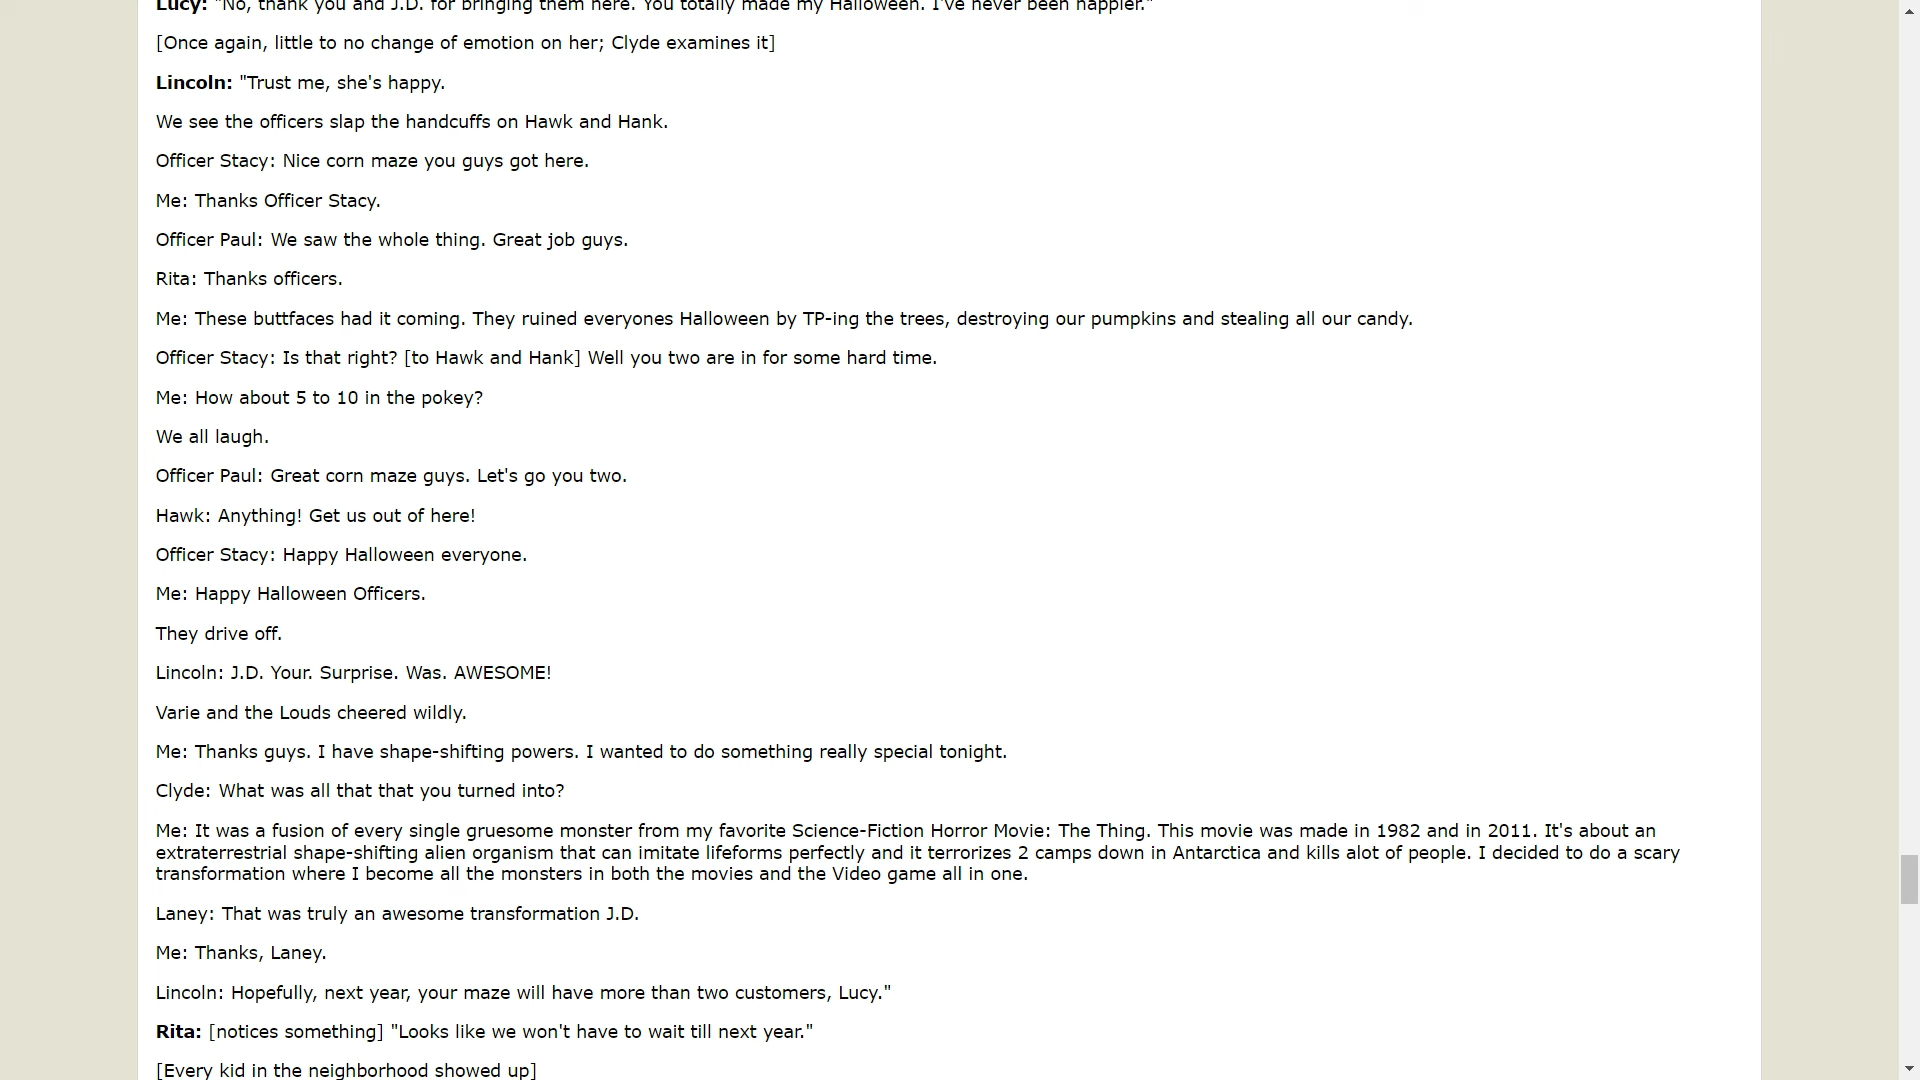 Lucy: "No, thank you and J.D. for bringing them here. You totally made my Halloween. I've never been happier."
[Once again, little to no change of emotion on her; Clyde examines it]
Lincoln: "Trust me, she's happy.
We see the officers slap the handcuffs on Hawk and Hank.
Officer Stacy: Nice corn maze you guys got here.
Me: Thanks Officer Stacy.
Officer Paul: We saw the whole thing. Great job guys.
Rita: Thanks officers.
Me: These buttfaces had it coming. They ruined everyones Halloween by TP-ing the trees, destroying our pumpkins and stealing all our candy.
Officer Stacy: Is that right? [to Hawk and Hank] Well you two are in for some hard time.
Me: How about 5 to 10 in the pokey?
We all laugh.
Officer Paul: Great corn maze guys. Let's go you two.
Hawk: Anything! Get us out of here!
Officer Stacy: Happy Halloween everyone.
Me: Happy Halloween Officers.
They drive off.
Lincoln: J.D. Your. Surprise. Was. AWESOME!
Varie and the Louds cheered wildly.
Me: Thanks guys. I have shape-shifting powers. I wanted to do something really special tonight.
Clyde: What was all that that you turned into?
Me: It was a fusion of every single gruesome monster from my favorite Science-Fiction Horror Movie: The Thing. This movie was made in 1982 and in 2011. It's about an
extraterrestrial shape-shifting alien organism that can imitate lifeforms perfectly and it terrorizes 2 camps down in Antarctica and kills alot of people. I decided to do a scary
transformation where I become all the monsters in both the movies and the Video game all in one.
Laney: That was truly an awesome transformation J.D.
Me: Thanks, Laney.
Lincoln: Hopefully, next year, your maze will have more than two customers, Lucy."
Rita: [notices something] "Looks like we won't have to wait till next year."
[Every kid in the neighborhood showed up]